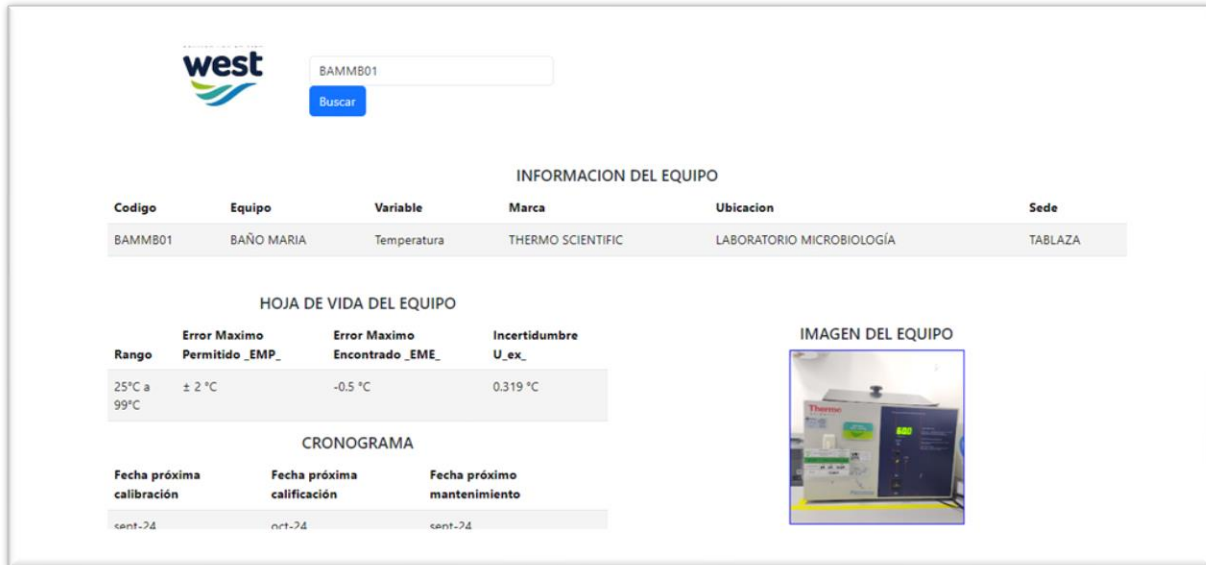 west
BAMMB01
Buscar
INFORMACION DEL EQUIPO
Codigo Equipo Variable Marca Ubicacion Sede
BAMMB01 BAÑO MARIA Temperatura THERMO SCIENTIFIC LABORATORIO MICROBIOLOGÍA TABLAZA
HOJA DE VIDA DEL EQUIPO
Rango Error Maximo Permitido _EMP_ Error Maximo Encontrado _EME_ Incertidumbre U_ex_
25°C a 99°C ± 2 °C -0.5 °C 0.319 °C
CRONOGRAMA
Fecha próxima calibración Fecha próxima calificación Fecha próximo mantenimiento
sept-24 oct-24 sept-24
IMAGEN DEL EQUIPO
Thermo